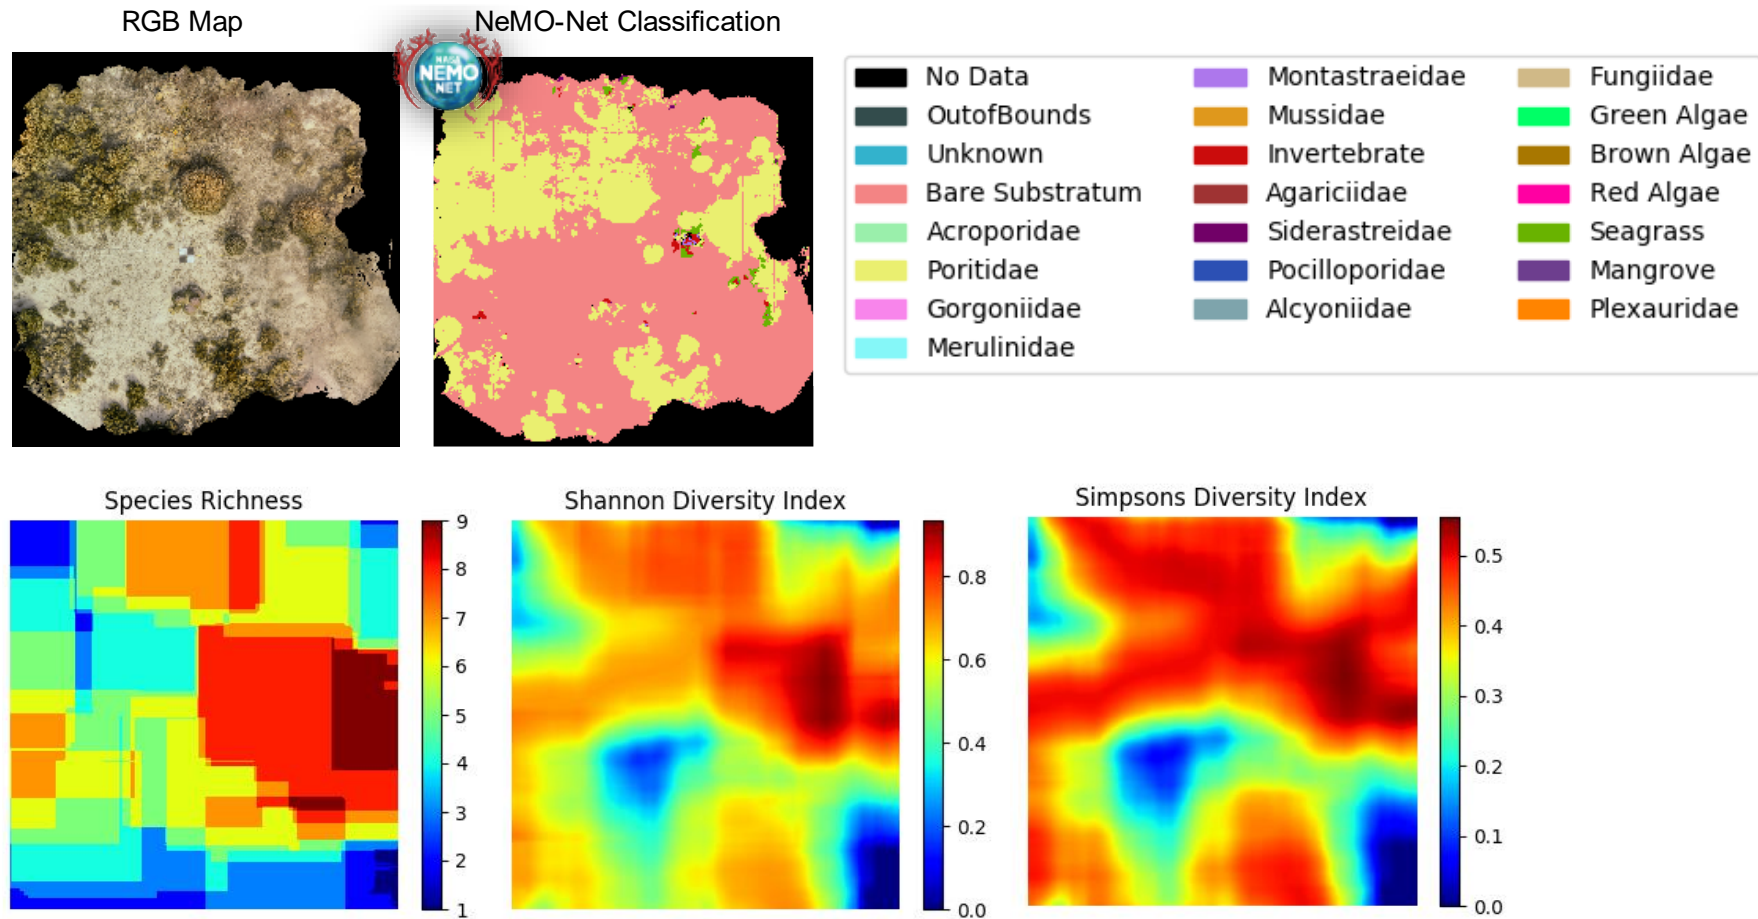 RGB Map
NeMO-Net Classification
NASA
NEMO
NET
No Data
OutofBounds
Unknown
Bare Substratum
Acroporidae
Poritidae
Gorgoniidae
Merulinidae
Montastraeidae
Mussidae
Invertebrate
Agariciidae
Siderastreidae
Pocilloporidae
Alcyoniidae
Fungiidae
Green Algae
Brown Algae
Red Algae
Seagrass
Mangrove
Plexauridae
Species Richness
9
8
7
6
5
4
3
2
1
Shannon Diversity Index
0.8
0.6
0.4
0.2
0.0
Simpsons Diversity Index
0.5
0.4
0.3
0.2
0.1
0.0